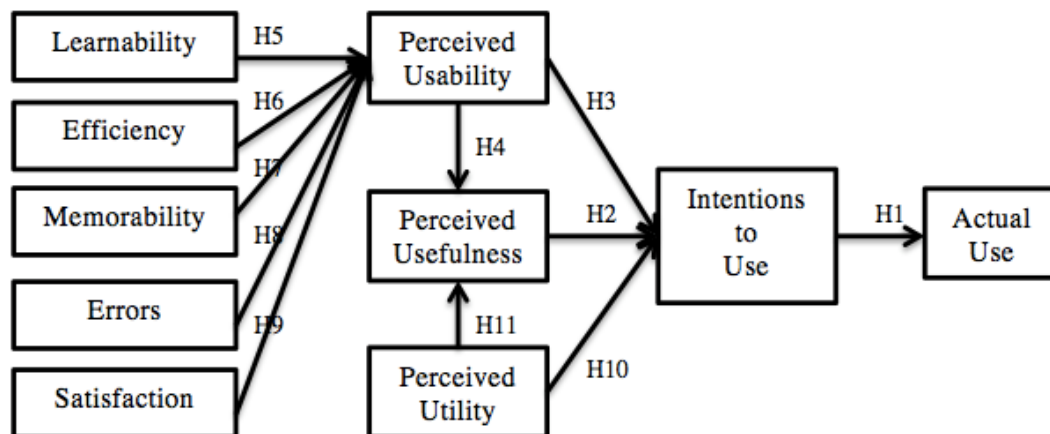 Learnability
H5
Perceived
Usability
Efficiency
H6
H3
H7
H4
Memorability
Perceived
Usefulness
H2
Intentions
to
Use
H1
Actual
Use
H8
Errors
H9
H11
Satisfaction
Perceived
Utility
H10